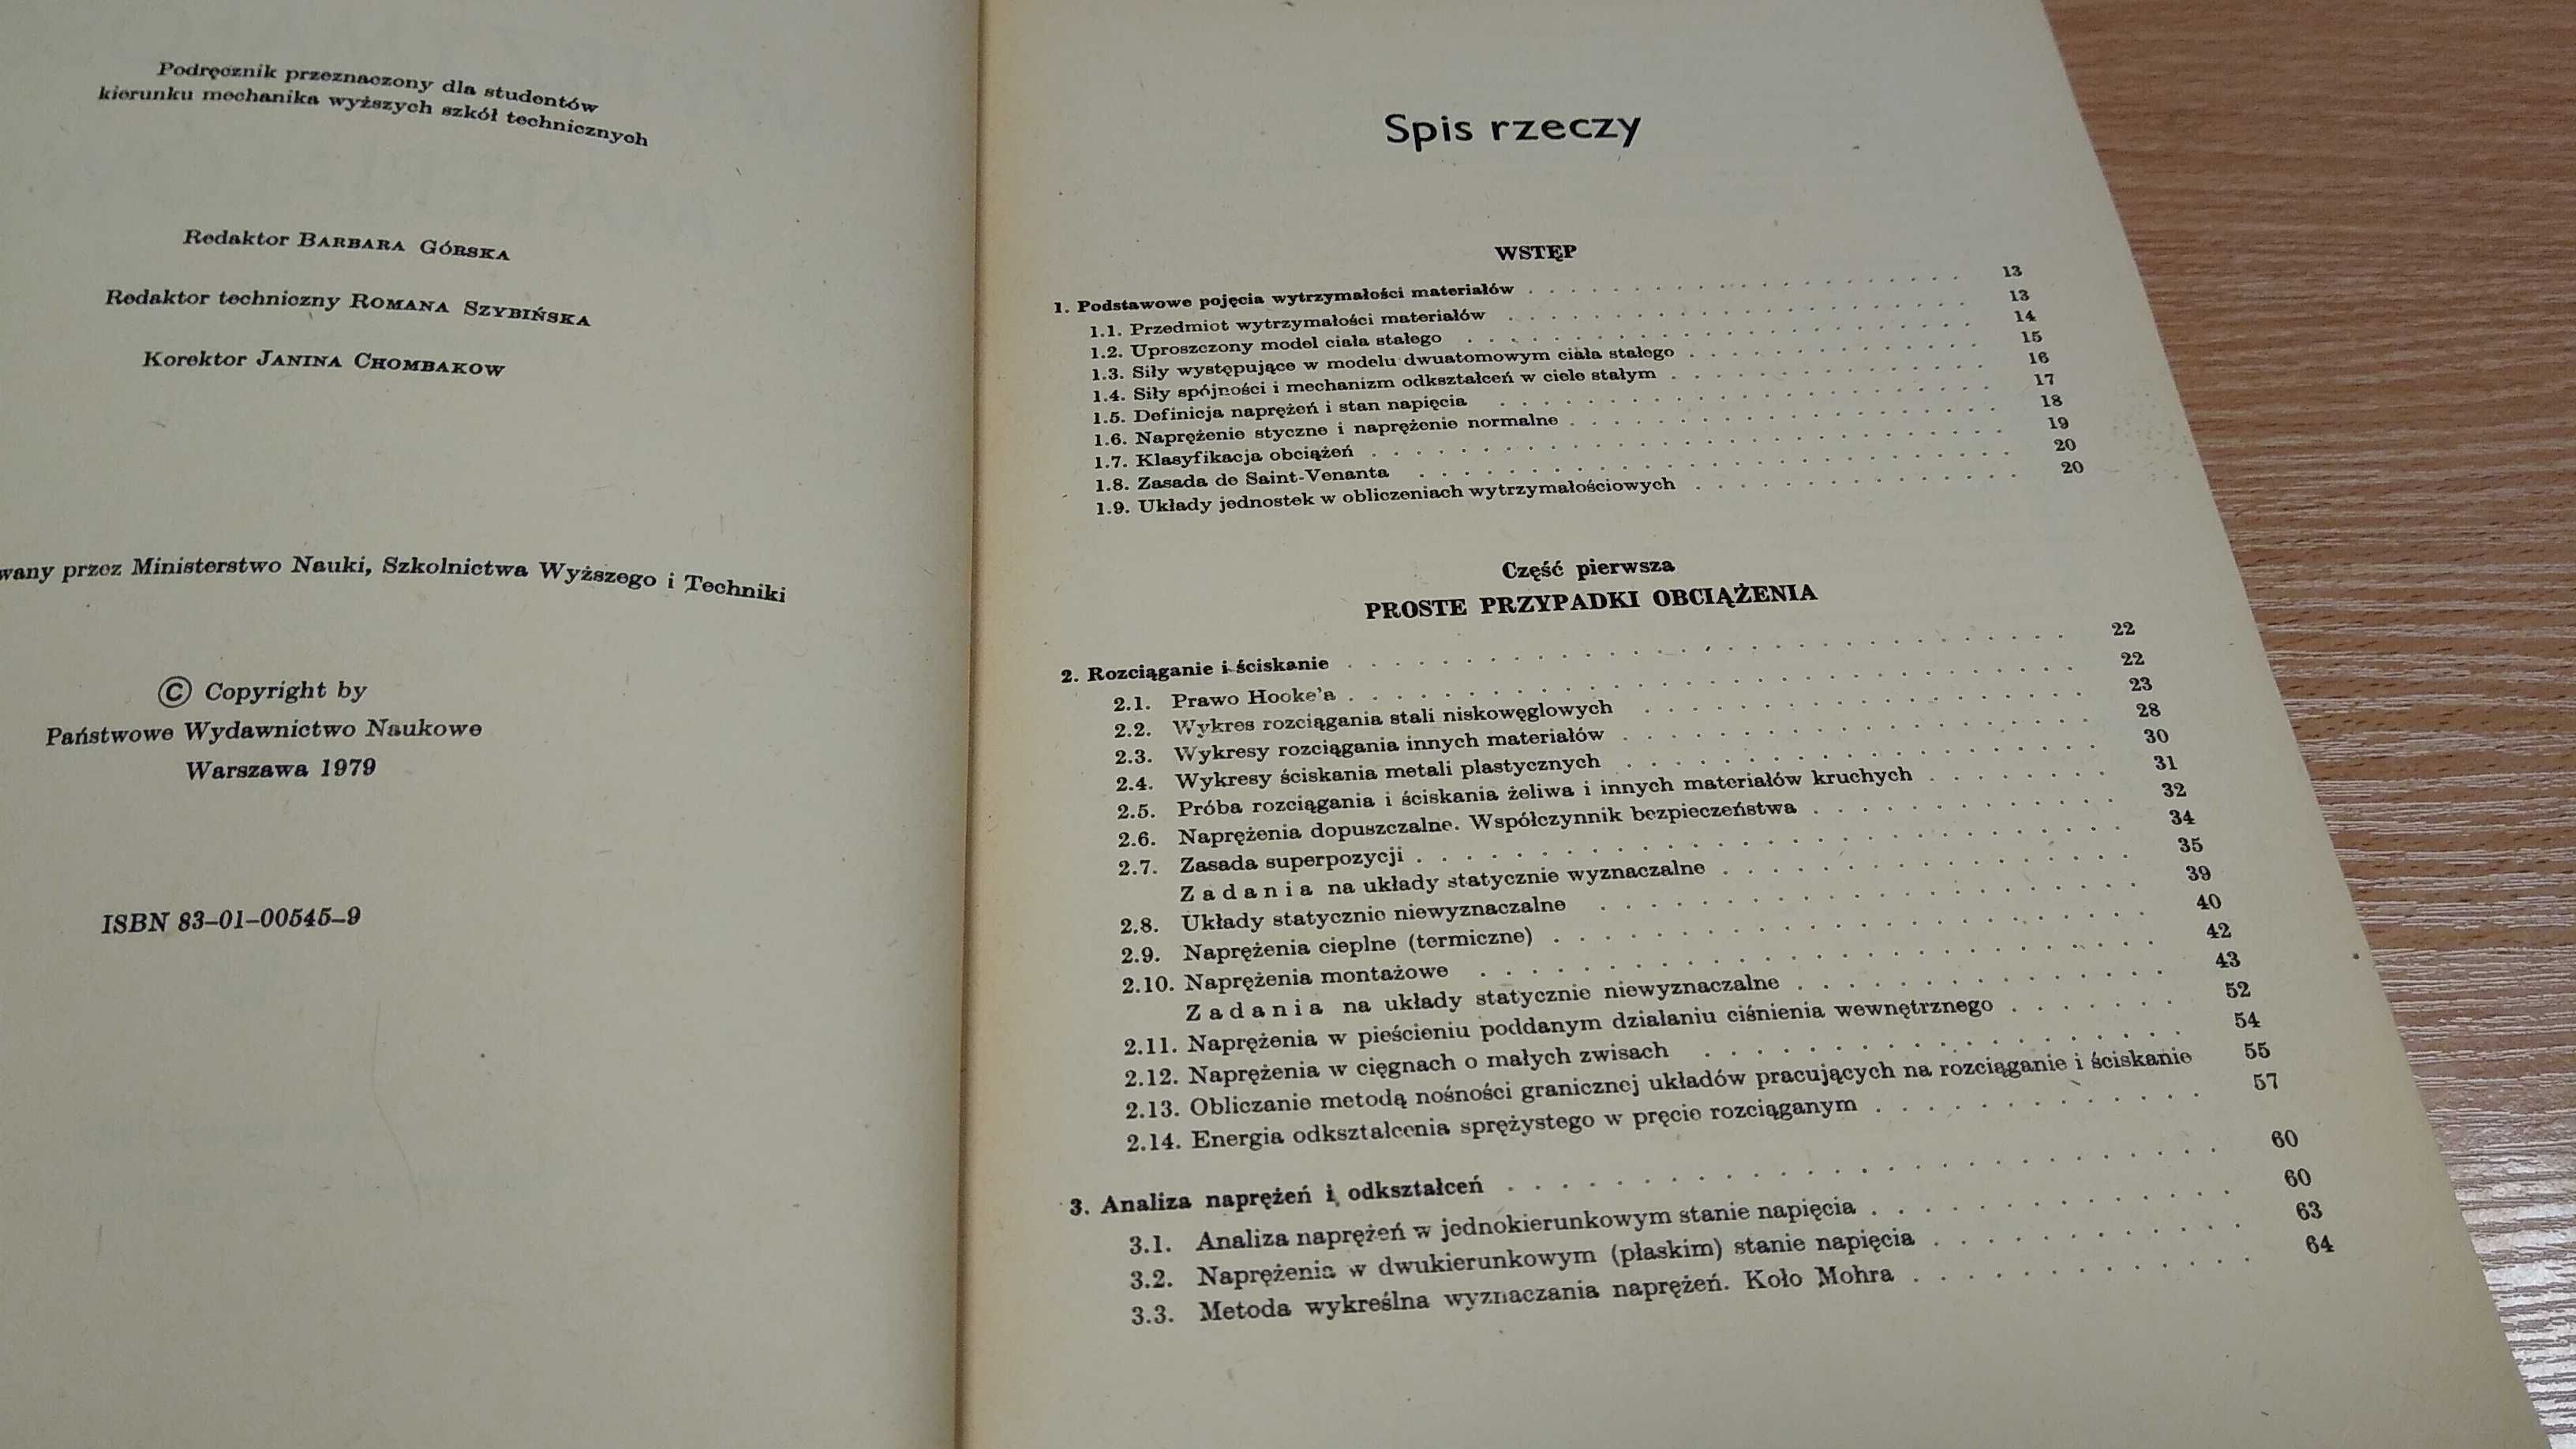 Podręcznik przeznaczony dla studentów
kierunku mechanika wyższych szkół technicznych
Redaktor BARBARA GÓRSKA
Redaktor techniczny ROMANA SZYBIŃSKA
Korektor JANINA CHOMBAKOW
przez Ministerstwo Nauki, Szkolnictwa Wyższego i Techniki
© Copyright by
Państwowe Wydawnictwo Naukowe
Warszawa 1979
ISBN 83-01-00545-9
Spis rzeczy
WSTĘP
1. Podstawowe pojęcia wytrzymałości materiałów . . . 13
1.1. Przedmiot wytrzymałości materiałów . . . 13
1.2. Uproszczony model ciała stałego . . . 14
1.3. Siły występujące w modelu dwuatomowym ciała stałego . . . 15
1.4. Siły spójności i mechanizm odkształceń w ciele stałym . . . 16
1.5. Definicja naprężeń i stan napięcia . . . 17
1.6. Naprężenie styczne i naprężenie normalne . . . 18
1.7. Klasyfikacja obciążeń . . . 19
1.8. Zasada de Saint-Venanta . . . 20
1.9. Układy jednostek w obliczeniach wytrzymałościowych . . . 20
Część pierwsza
PROSTE PRZYPADKI OBCIĄŻENIA
2. Rozciąganie i ściskanie . . . 22
2.1. Prawo Hooke'a . . . 22
2.2. Wykres rozciągania stali niskowęglowych . . . 23
2.3. Wykresy rozciągania innych materiałów . . . 28
2.4. Wykresy ściskania metali plastycznych . . . 30
2.5. Próba rozciągania i ściskania żeliwa i innych materiałów kruchych . . . 31
2.6. Naprężenia dopuszczalne. Współczynnik bezpieczeństwa . . . 32
2.7. Zasada superpozycji . . . 34
Zadania na układy statycznie wyznaczalne . . . 35
2.8. Układy statycznie niewyznaczalne . . . 39
2.9. Naprężenia cieplne (termiczne) . . . 40
2.10. Naprężenia montażowe . . . 42
Zadania na układy statycznie niewyznaczalne . . . 43
2.11. Naprężenia w pieścieniu poddanym działaniu ciśnienia wewnętrznego . . . 52
2.12. Naprężenia w cięgnach o małych zwisach . . . 54
2.13. Obliczanie metodą nośności granicznej układów pracujących na rozciąganie i ściskanie 55
2.14. Energia odkształcenia sprężystego w pręcie rozciąganym . . . 57
3. Analiza naprężeń i odkształceń . . . 60
3.1. Analiza naprężeń w jednokierunkowym stanie napięcia . . . 60
3.2. Naprężenia w dwukierunkowym (płaskim) stanie napięcia . . . 63
3.3. Metoda wykreślna wyznaczania naprężeń. Koło Mohra . . . 64